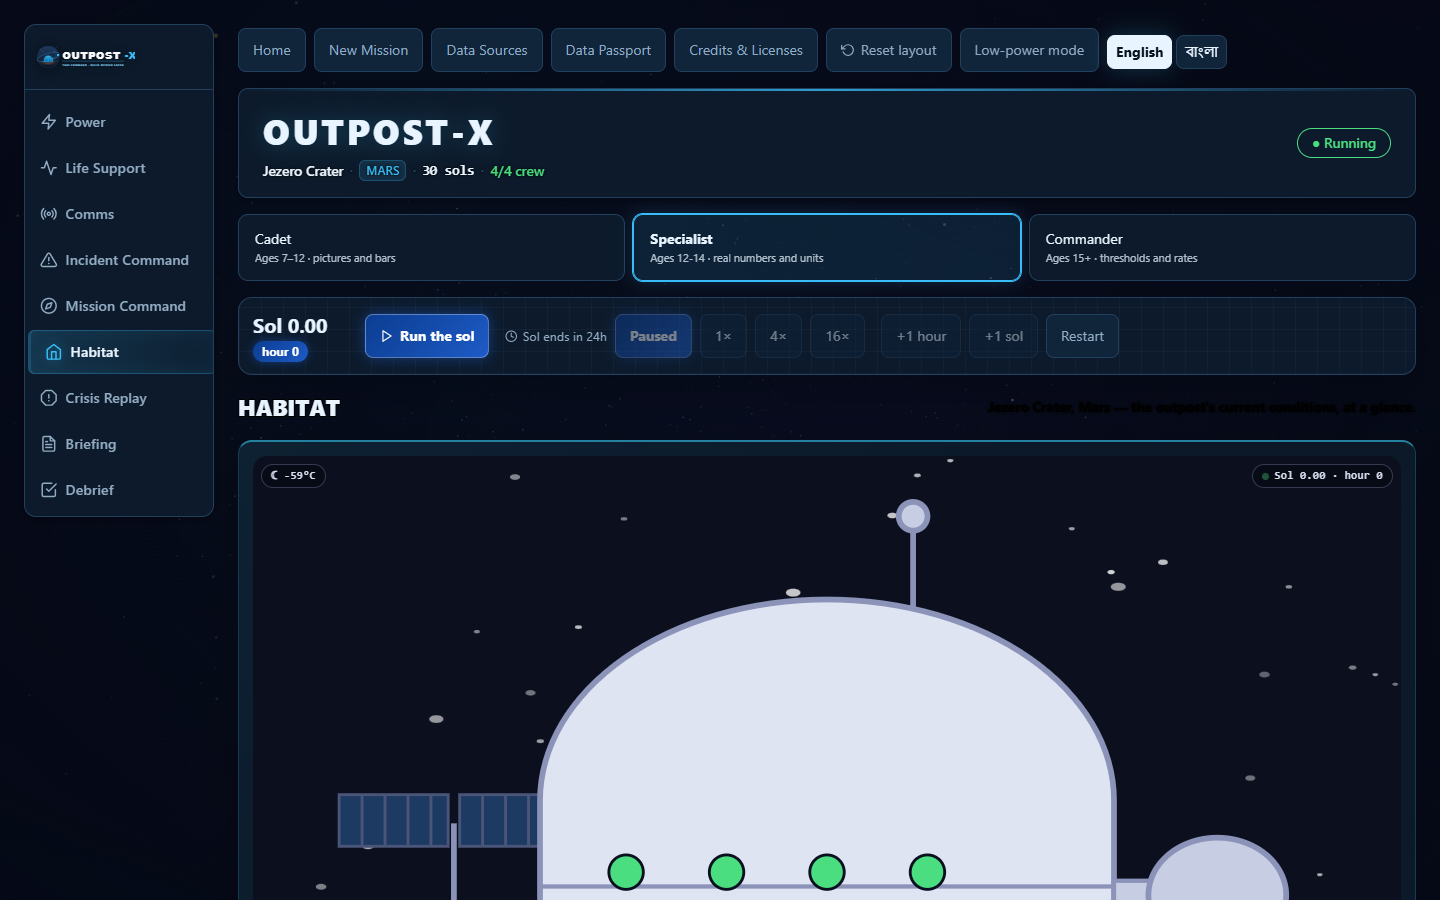 OUTPOST -X
Home
New Mission
Data Sources
Data Passport
Credits & Licenses
Reset layout
Low-power mode
English
বাংলা
Power
Life Support
Comms
Incident Command
Mission Command
Habitat
Crisis Replay
Briefing
Debrief
OUTPOST-X
Jezero Crater · MARS · 30 sols · 4/4 crew
Running
Cadet
Ages 7–12 · pictures and bars
Specialist
Ages 12-14 · real numbers and units
Commander
Ages 15+ · thresholds and rates
Sol 0.00
hour 0
Run the sol
Sol ends in 24h
Paused
1×
4×
16×
+1 hour
+1 sol
Restart
HABITAT
Jezero Crater, Mars — the outpost's current conditions, at a glance.
-59°C
Sol 0.00 · hour 0